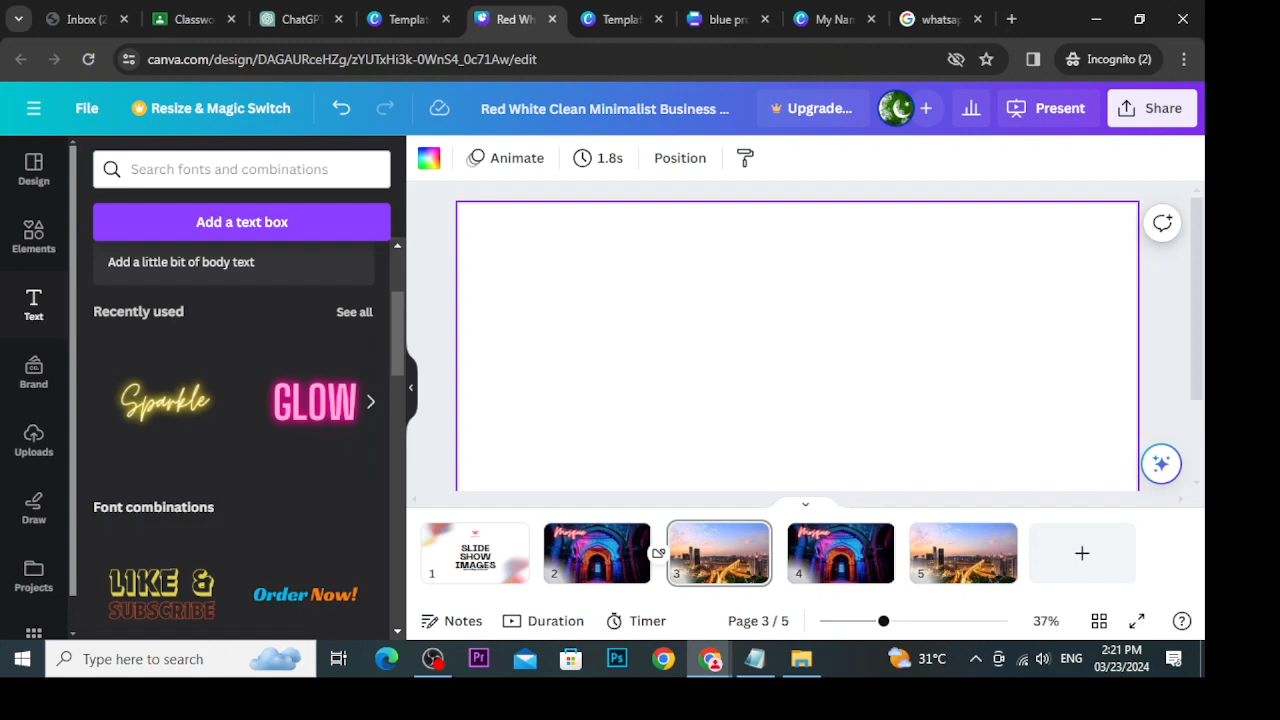 Inbox (2
Classwo
ChatGP
Templat
Red Wh
Templat
blue pro
My Nam
whatsap
canva.com/design/DAGAURceHZg/zYUTxHi3k-0WnS4_0c71Aw/edit
Incognito (2)
File
Resize & Magic Switch
Red White Clean Minimalist Business ...
Upgrade...
Present
Share
Design
Elements
Text
Brand
Uploads
Draw
Projects
Search fonts and combinations
Add a text box
Add a little bit of body text
Recently used
See all
Sparkle
GLOW
Font combinations
LIKE &
SUBSCRIBE
Order Now!
Animate
1.8s
Position
SLIDE
SHOW
IMAGES
1
Mosque
2
3
Mosque
4
5
Notes
Duration
Timer
Page 3 / 5
37%
Type here to search
Pr
Ps
31°C
ENG
2:21 PM
03/23/2024